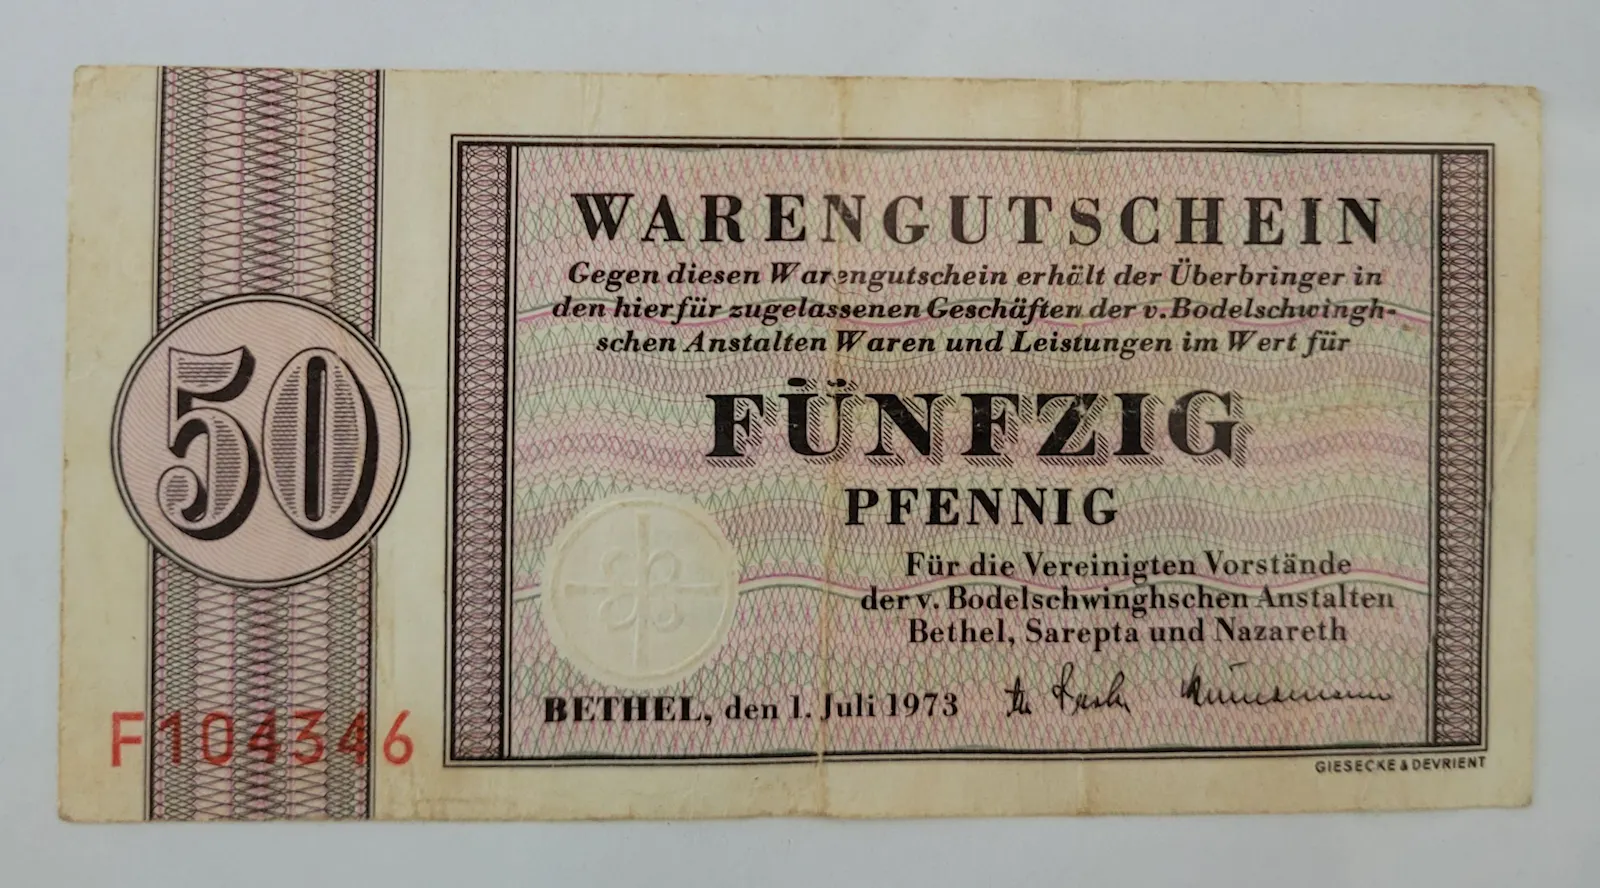 WARENGUTSCHEIN
Gegen diesen Warengutschein erhält der Überbringer in
den hierfür zugelassenen Geschäften der v. Bodelschwingh-
schen Anstalten Waren und Leistungen im Wert für
50
FÜNFZIG
PFENNIG
Für die Vereinigten Vorstände
der v. Bodelschwinghschen Anstalten
Bethel, Sarepta und Nazareth
BETHEL, den 1. Juli 1973
F104346
GIESECKE & DEVRIENT